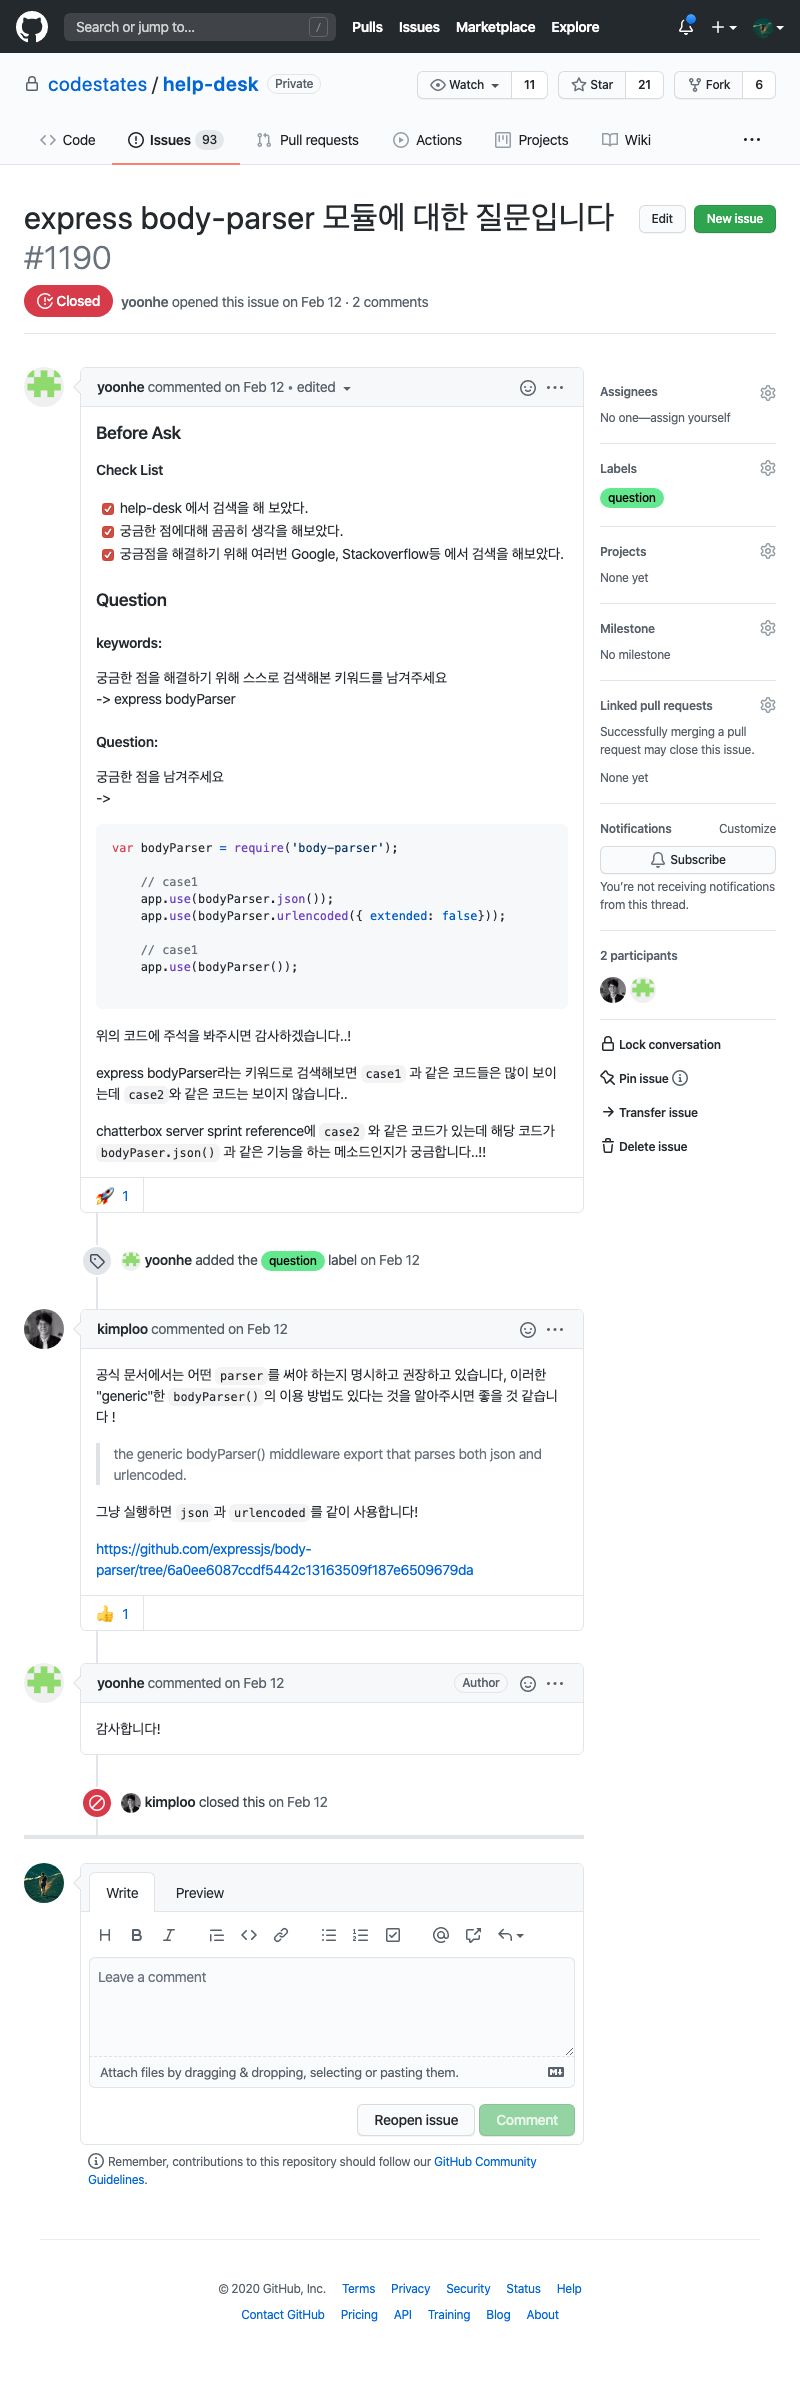 Search or jump to... /
Pulls Issues Marketplace Explore
codestates / help-desk Private
Watch 11 Star 21 Fork 6
Code Issues 93 Pull requests Actions Projects Wiki
express body-parser 모듈에 대한 질문입니다
#1190
Edit New issue
Closed yoonhe opened this issue on Feb 12 · 2 comments
yoonhe commented on Feb 12 • edited
Before Ask
Check List
help-desk 에서 검색을 해 보았다.
궁금한 점에대해 곰곰히 생각을 해보았다.
궁금점을 해결하기 위해 여러번 Google, Stackoverflow등 에서 검색을 해보았다.
Question
keywords:
궁금한 점을 해결하기 위해 스스로 검색해본 키워드를 남겨주세요
-> express bodyParser
Question:
궁금한 점을 남겨주세요
->
var bodyParser = require('body-parser');
// case1
app.use(bodyParser.json());
app.use(bodyParser.urlencoded({ extended: false}));
// case1
app.use(bodyParser());
위의 코드에 주석을 봐주시면 감사하겠습니다..!
express bodyParser라는 키워드로 검색해보면 case1 과 같은 코드들은 많이 보이
는데 case2 와 같은 코드는 보이지 않습니다..
chatterbox server sprint reference에 case2 와 같은 코드가 있는데 해당 코드가
bodyPaser.json() 과 같은 기능을 하는 메소드인지가 궁금합니다..!!
1
yoonhe added the question label on Feb 12
kimploo commented on Feb 12
공식 문서에서는 어떤 parser 를 써야 하는지 명시하고 권장하고 있습니다, 이러한
"generic"한 bodyParser() 의 이용 방법도 있다는 것을 알아주시면 좋을 것 같습니
다 !
the generic bodyParser() middleware export that parses both json and
urlencoded.
그냥 실행하면 json 과 urlencoded 를 같이 사용합니다!
https://github.com/expressjs/body-
parser/tree/6a0ee6087ccdf5442c13163509f187e6509679da
1
yoonhe commented on Feb 12 Author
감사합니다!
kimploo closed this on Feb 12
Write Preview
Leave a comment
Attach files by dragging & dropping, selecting or pasting them.
Reopen issue Comment
Remember, contributions to this repository should follow our GitHub Community
Guidelines.
Assignees
No one—assign yourself
Labels
question
Projects
None yet
Milestone
No milestone
Linked pull requests
Successfully merging a pull
request may close this issue.
None yet
Notifications Customize
Subscribe
You're not receiving notifications
from this thread.
2 participants
Lock conversation
Pin issue
Transfer issue
Delete issue
© 2020 GitHub, Inc. Terms Privacy Security Status Help
Contact GitHub Pricing API Training Blog About